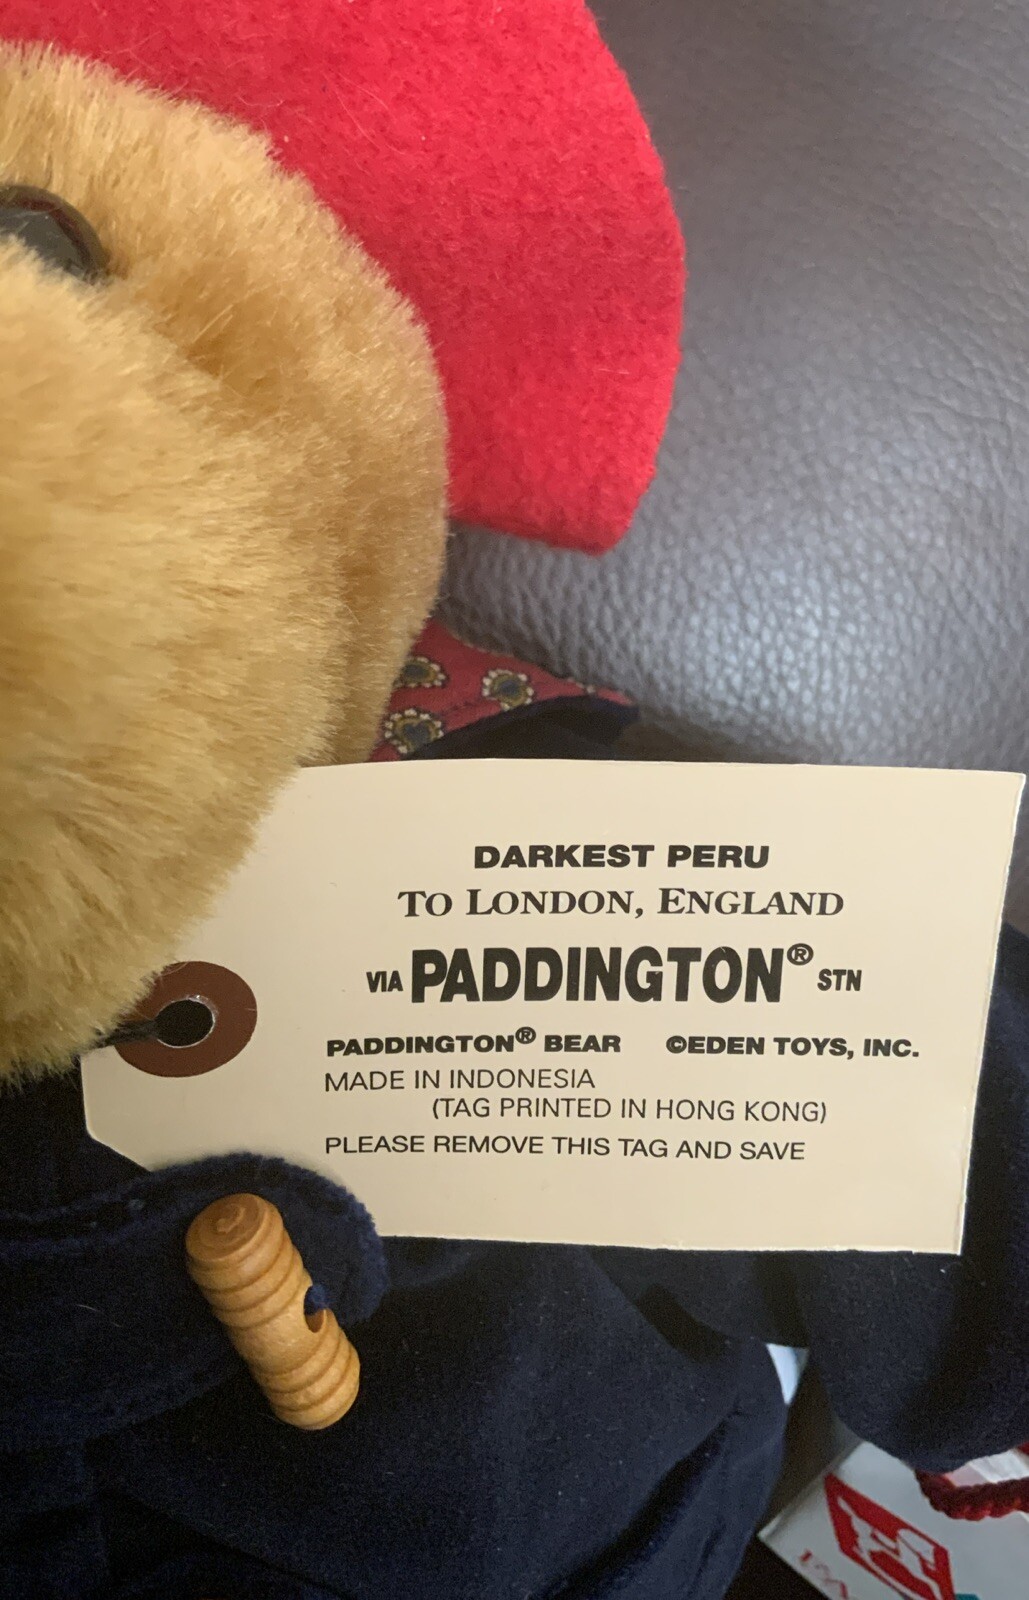 DARKEST PERU
TO LONDON, ENGLAND
VIA PADDINGTON® STN
PADDINGTON® BEAR ©EDEN TOYS, INC.
MADE IN INDONESIA
(TAG PRINTED IN HONG KONG)
PLEASE REMOVE THIS TAG AND SAVE